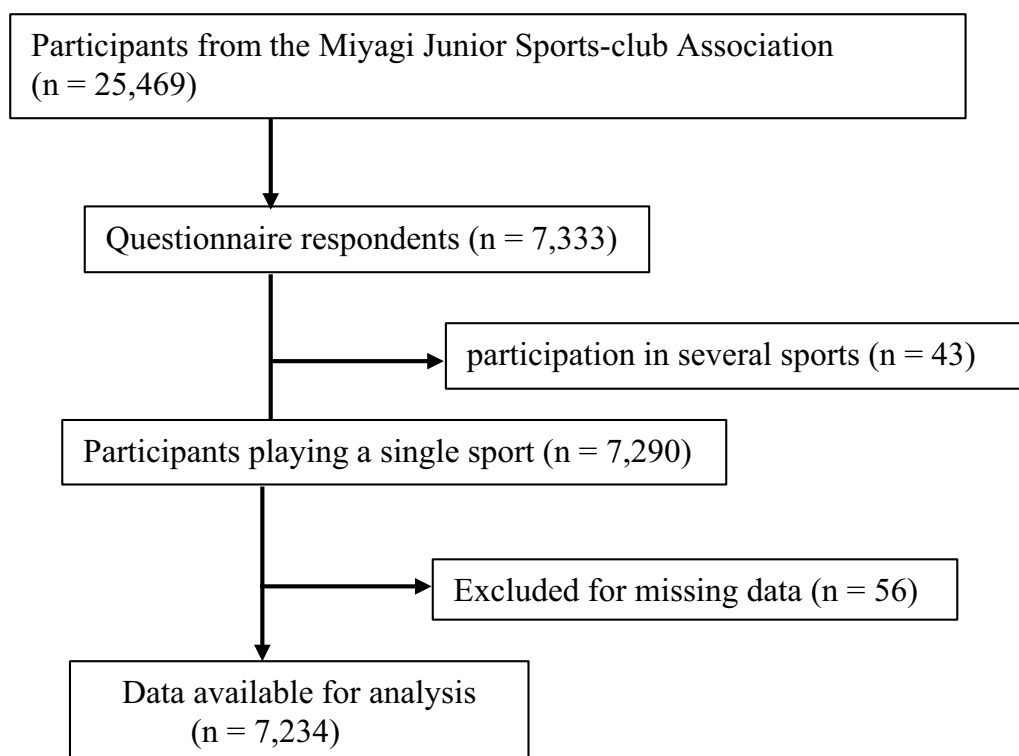 Participants from the Miyagi Junior Sports-club Association
(n = 25,469)
Questionnaire respondents (n = 7,333)
participation in several sports (n = 43)
Participants playing a single sport (n = 7,290)
Excluded for missing data (n = 56)
Data available for analysis
(n = 7,234)